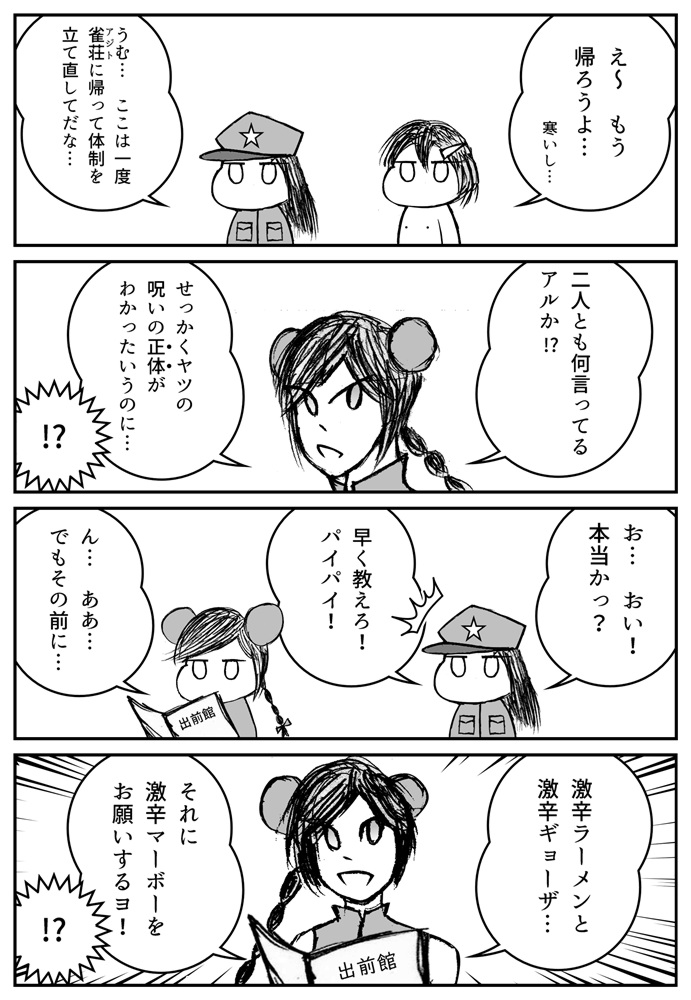 え～　もう
帰ろうよ…
寒いし…
うむ…　ここは一度
雀荘に帰って体制を
アジト
立て直してだな…
二人とも何言ってる
アルか⁉
せっかくヤツの
呪いの正体が
わかったいうのに…
⁉
お…　おい！
本当かっ？
早く教えろ！
パイパイ！
ん…　ああ…
でもその前に…
出前館
激辛ラーメンと
激辛ギョーザ…
それに
激辛マーボーを
お願いするヨ！
⁉
出前館